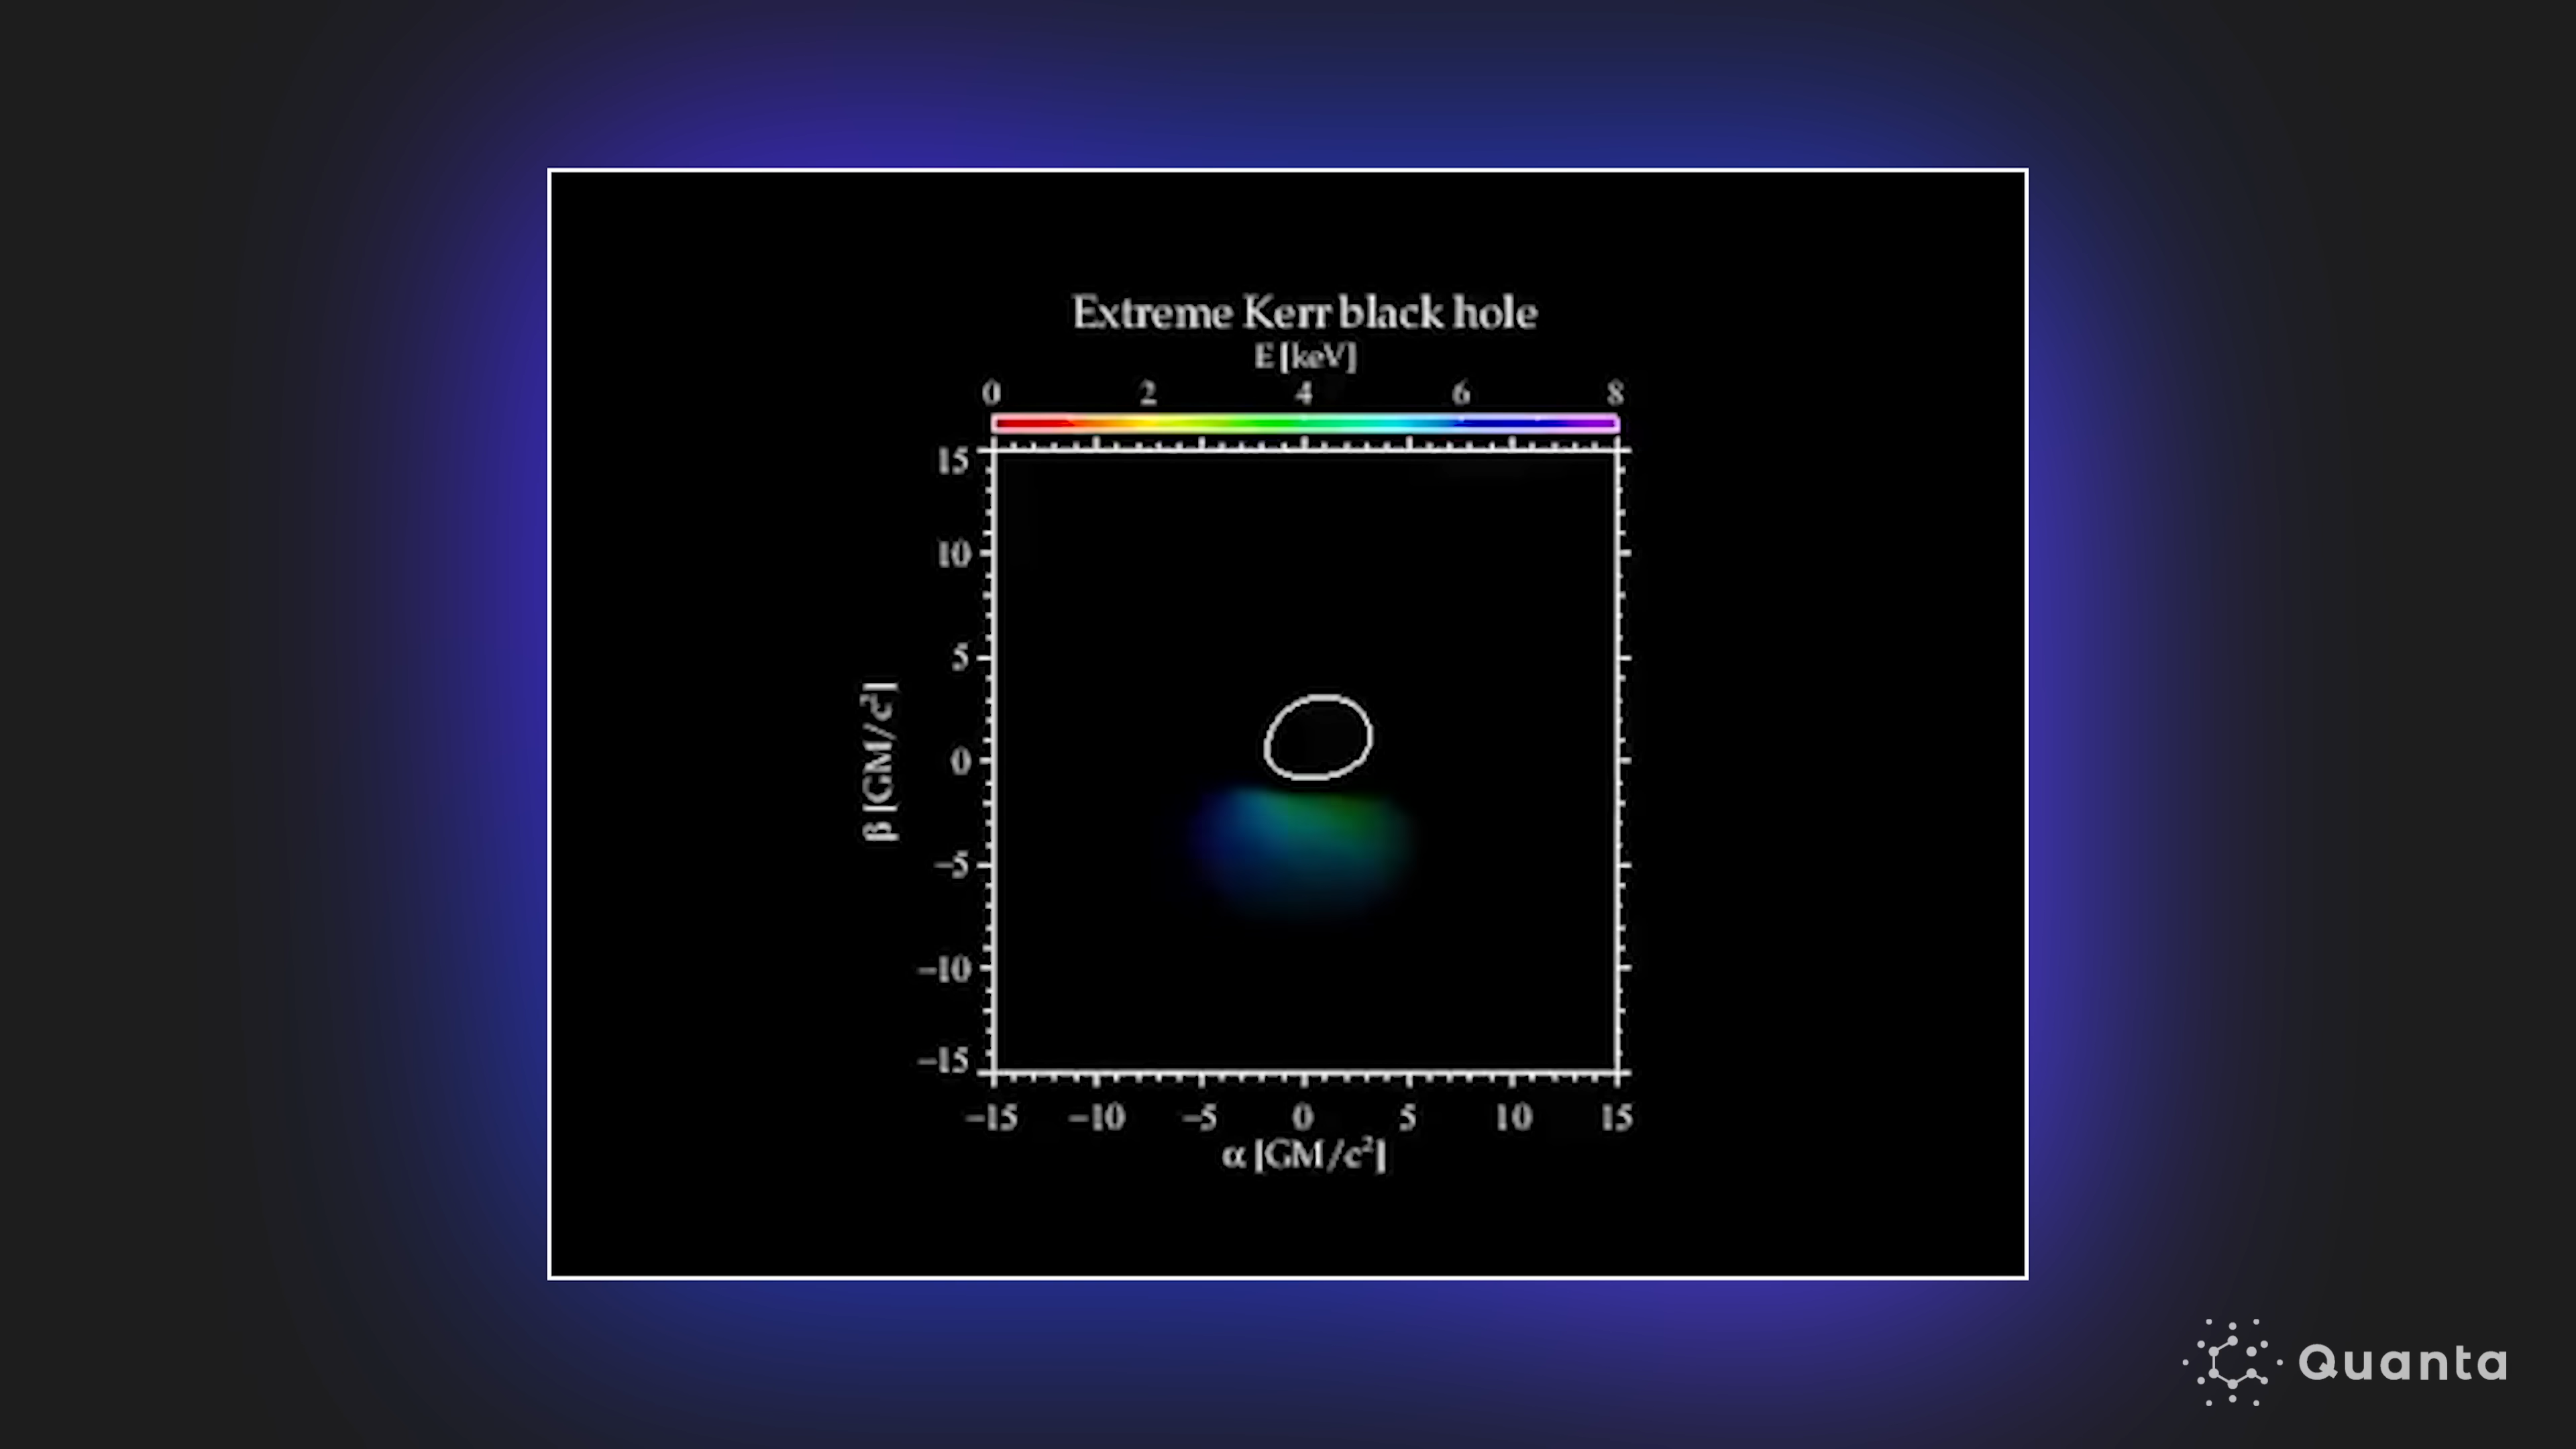 Extreme Kerr black hole
E [keV]
0 2 4 6 8
15
10
5
0
−5
−10
−15
β [GM/c²]
−15 −10 −5 0 5 10 15
α [GM/c²]
Quanta